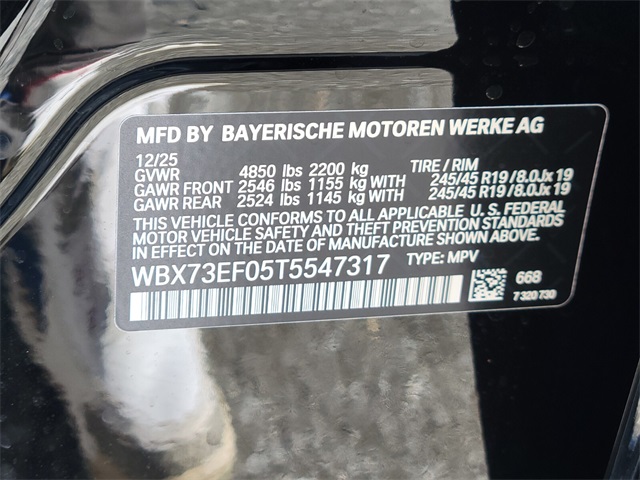 MFD BY BAYERISCHE MOTOREN WERKE AG
12/25
GVWR 4850 lbs 2200 kg TIRE / RIM
GAWR FRONT 2546 lbs 1155 kg WITH 245/45 R19/8.0Jx19
GAWR REAR 2524 lbs 1145 kg WITH 245/45 R19/8.0Jx19
THIS VEHICLE CONFORMS TO ALL APPLICABLE U. S. FEDERAL
MOTOR VEHICLE SAFETY AND THEFT PREVENTION STANDARDS
IN EFFECT ON THE DATE OF MANUFACTURE SHOWN ABOVE.
WBX73EF05T5547317 TYPE: MPV
668
7 320 730